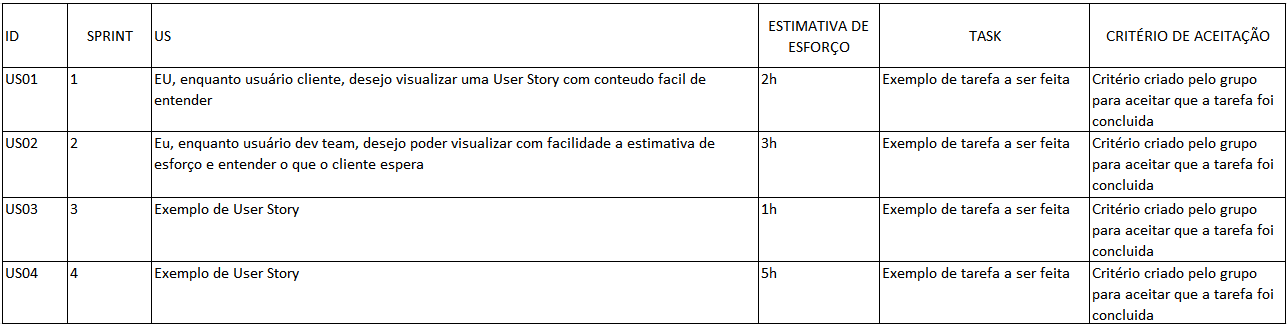 ID SPRINT US ESTIMATIVA DE ESFORÇO TASK CRITÉRIO DE ACEITAÇÃO
US01 1 EU, enquanto usuário cliente, desejo visualizar uma User Story com conteudo facil de
entender
2h Exemplo de tarefa a ser feita Critério criado pelo grupo
para aceitar que a tarefa foi
concluida
US02 2 Eu, enquanto usuário dev team, desejo poder visualizar com facilidade a estimativa de
esforço e entender o que o cliente espera
3h Exemplo de tarefa a ser feita Critério criado pelo grupo
para aceitar que a tarefa foi
concluida
US03 3 Exemplo de User Story 1h Exemplo de tarefa a ser feita Critério criado pelo grupo
para aceitar que a tarefa foi
concluida
US04 4 Exemplo de User Story 5h Exemplo de tarefa a ser feita Critério criado pelo grupo
para aceitar que a tarefa foi
concluida